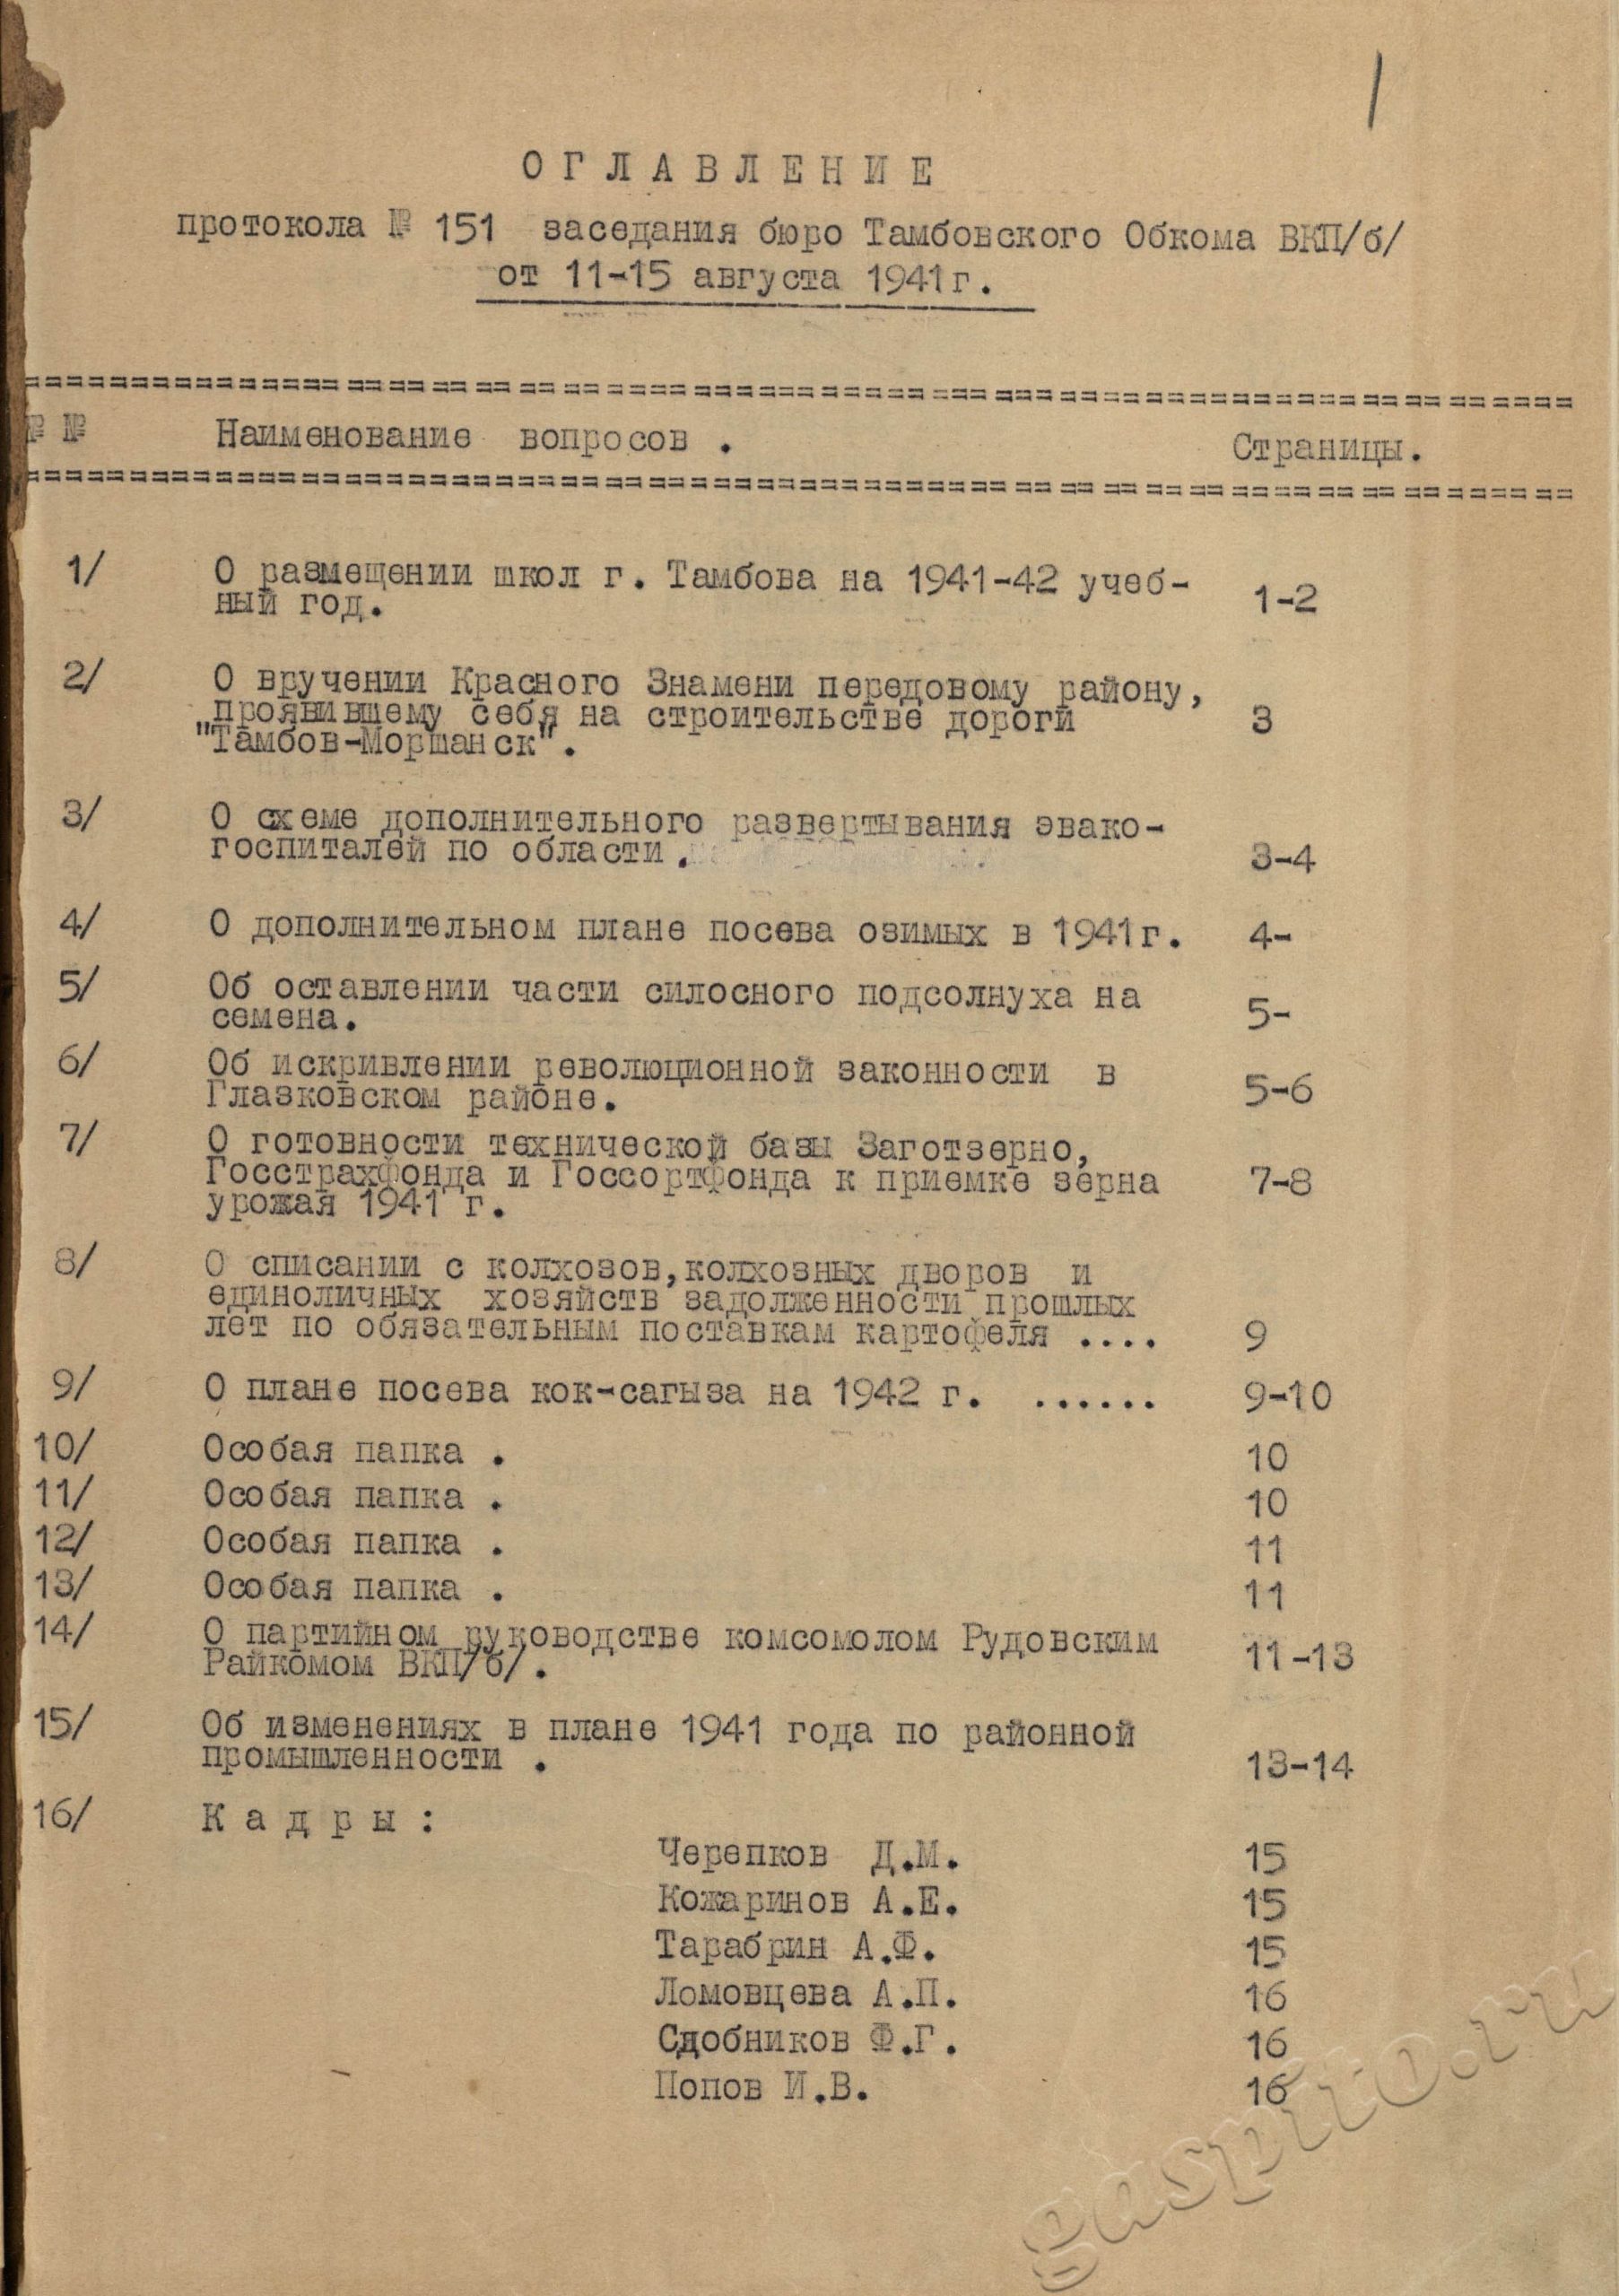 1
ОГЛАВЛЕНИЕ
протокола № 151 заседания бюро Тамбовского Обкома ВКП/б/
от 11-15 августа 1941г.
№ № Наименование вопросов . Страницы.
1/ О размещении школ г. Тамбова на 1941-42 учеб-
ный год. 1-2
2/ О вручении Красного Знамени передовому району,
проявившему себя на строительстве дороги 3
"Тамбов-Моршанск".
3/ О схеме дополнительного развертывания эвако-
госпиталей по области. 3-4
4/ О дополнительном плане посева озимых в 1941г. 4-
5/ Об оставлении части силосного подсолнуха на
семена. 5-
6/ Об искривлении революционной законности в
Глазковском районе. 5-6
7/ О готовности технической базы Заготзерно,
Госстрахфонда и Госсортфонда к приемке зерна 7-8
урожая 1941 г.
8/ О списании с колхозов,колхозных дворов и
единоличных хозяйств задолженности прошлых
лет по обязательным поставкам картофеля .... 9
9/ О плане посева кок-сагыза на 1942 г. ...... 9-10
10/ Особая папка . 10
11/ Особая папка . 10
12/ Особая папка . 11
13/ Особая папка . 11
14/ О партийном руководстве комсомолом Рудовским
Райкомом ВКП/б/. 11-13
15/ Об изменениях в плане 1941 года по районной
промышленности . 13-14
16/ Кадры:
Черепков Д.М. 15
Кожаринов А.Е. 15
Тарабрин А.Ф. 15
Ломовцева А.П. 16
Сдобников Ф.Г. 16
Попов И.В. 16
gaspito.ru